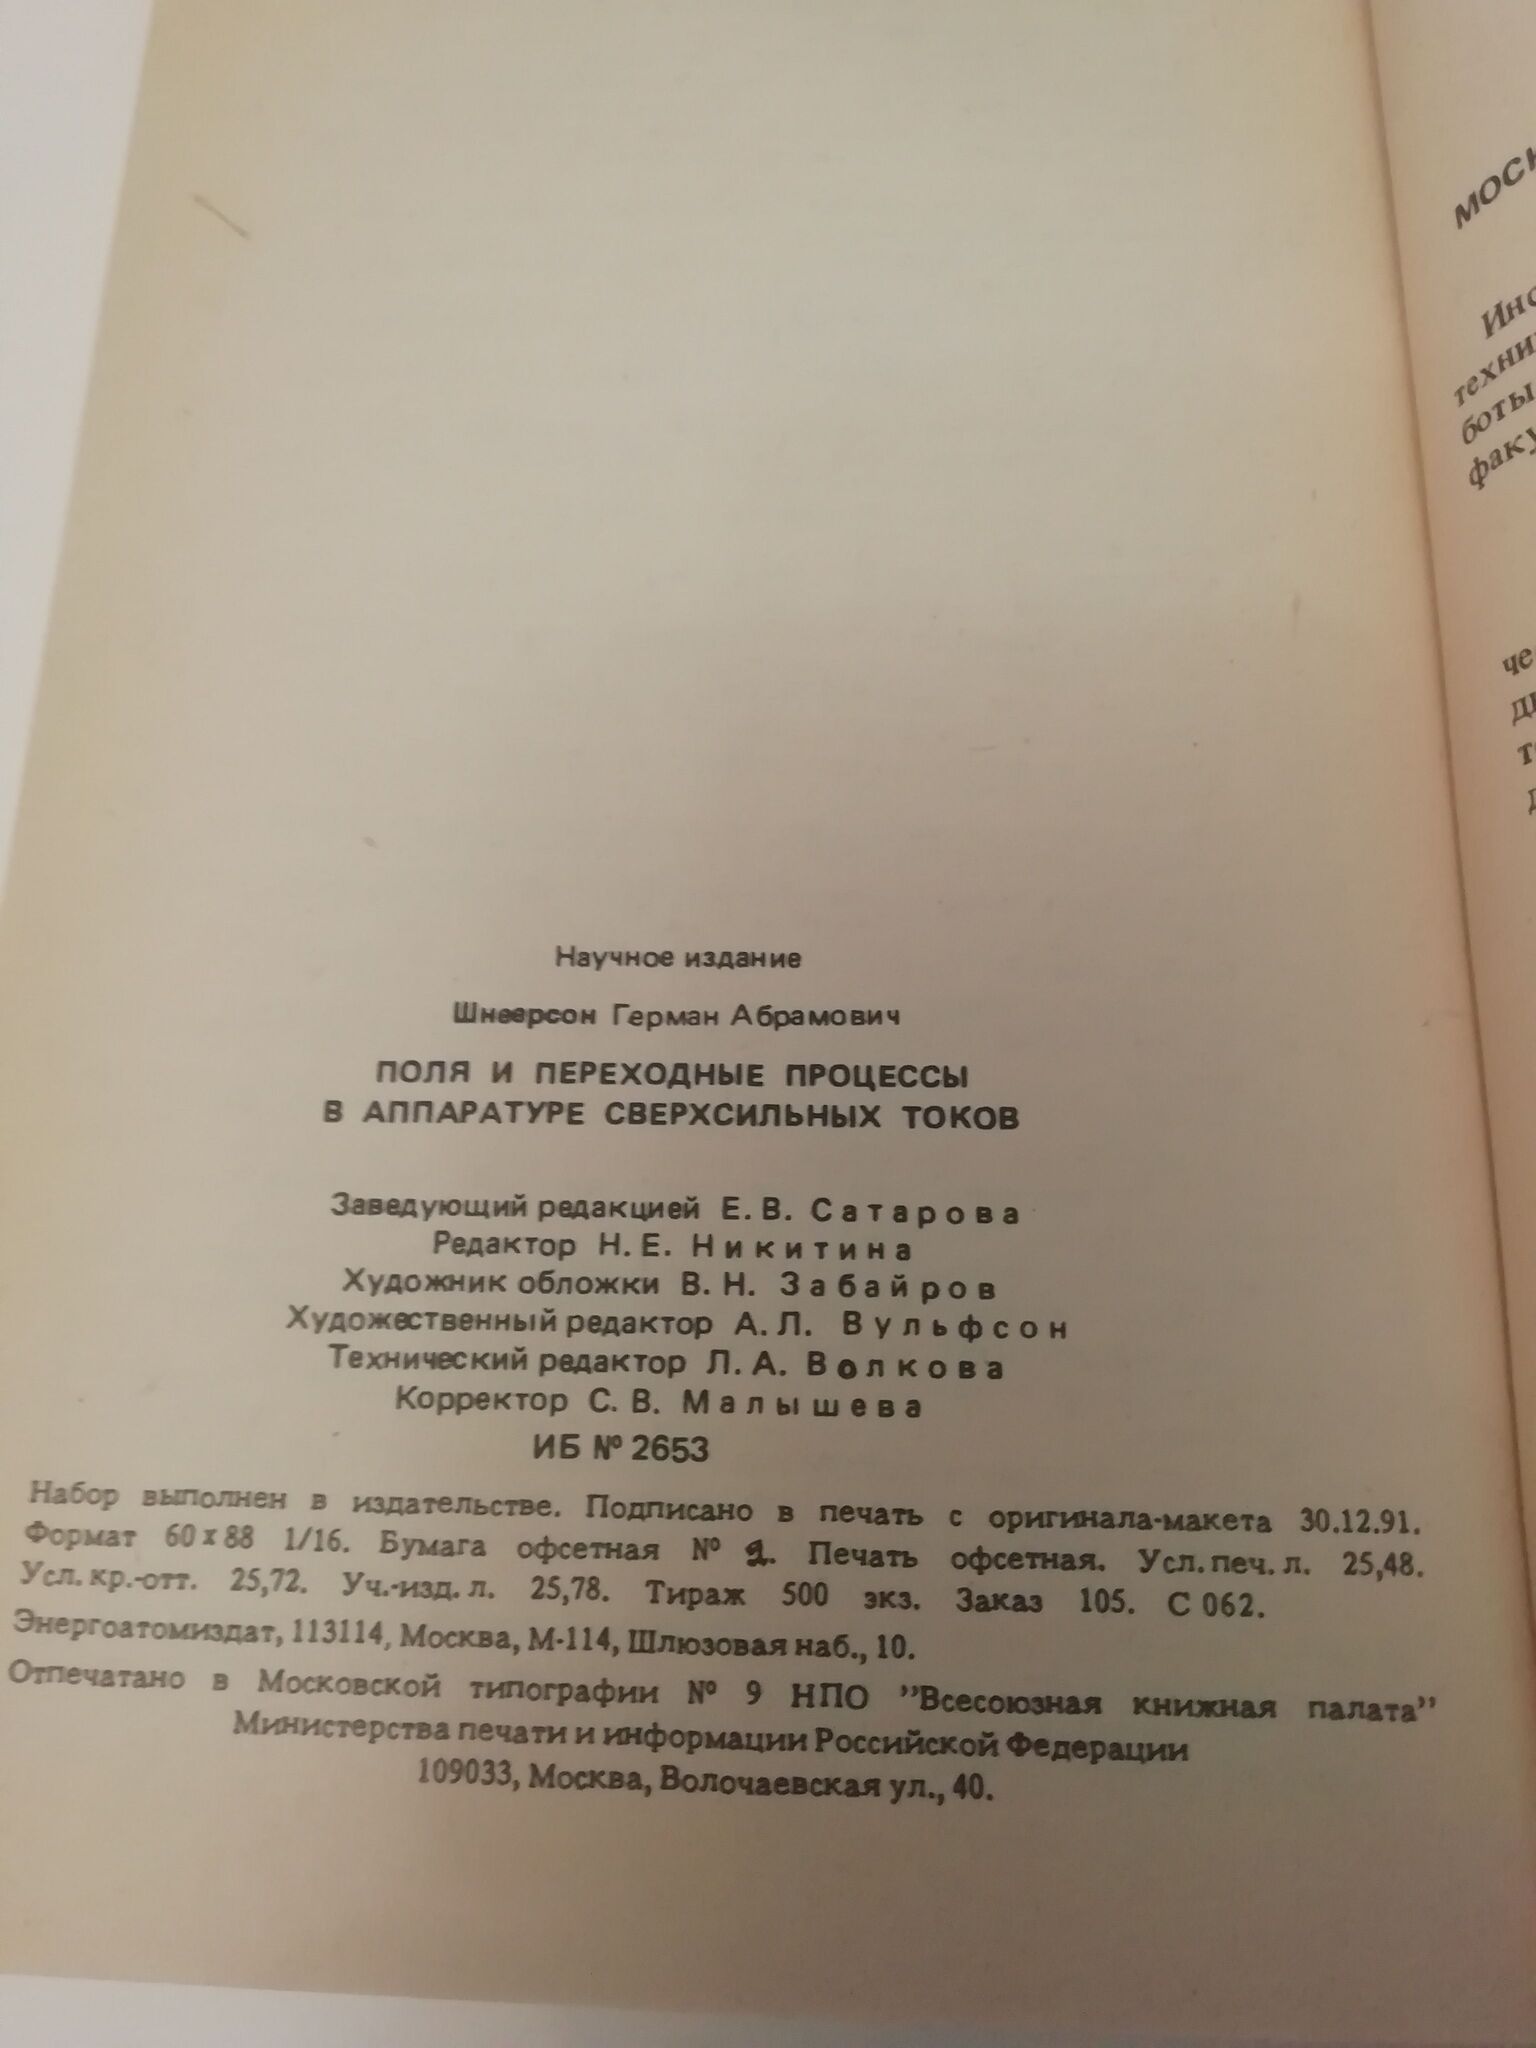 Научное издание
Шнеерсон Герман Абрамович
ПОЛЯ И ПЕРЕХОДНЫЕ ПРОЦЕССЫ
В АППАРАТУРЕ СВЕРХСИЛЬНЫХ ТОКОВ
Заведующий редакцией Е. В. Сатарова
Редактор Н. Е. Никитина
Художник обложки В. Н. Забайров
Художественный редактор А. Л. Вульфсон
Технический редактор Л. А. Волкова
Корректор С. В. Малышева
ИБ № 2653
Набор выполнен в издательстве. Подписано в печать с оригинала-макета 30.12.91.
Формат 60 х 88 1/16. Бумага офсетная № 2. Печать офсетная. Усл. печ. л. 25,48.
Усл. кр.-отт. 25,72. Уч.-изд. л. 25,78. Тираж 500 экз. Заказ 105. С 062.
Энергоатомиздат, 113114, Москва, М-114, Шлюзовая наб., 10.
Отпечатано в Московской типографии № 9 НПО ”Всесоюзная книжная палата”
Министерства печати и информации Российской Федерации
109033, Москва, Волочаевская ул., 40.